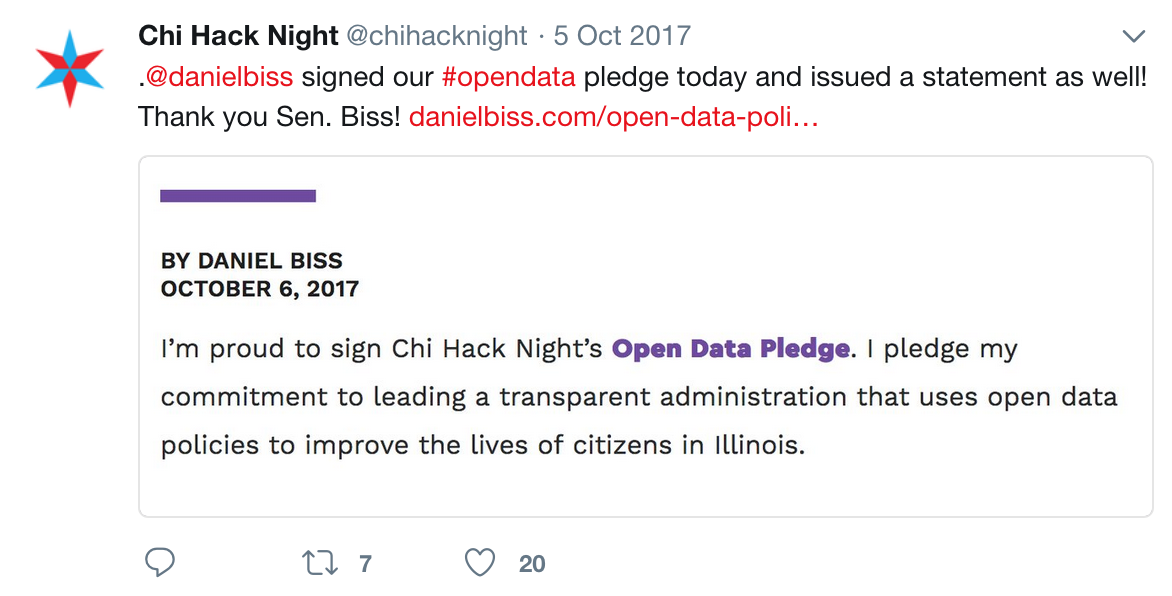 Chi Hack Night @chihacknight · 5 Oct 2017
.@danielbiss signed our #opendata pledge today and issued a statement as well!
Thank you Sen. Biss! danielbiss.com/open-data-poli…
BY DANIEL BISS
OCTOBER 6, 2017
I’m proud to sign Chi Hack Night’s Open Data Pledge. I pledge my
commitment to leading a transparent administration that uses open data
policies to improve the lives of citizens in Illinois.
7 20